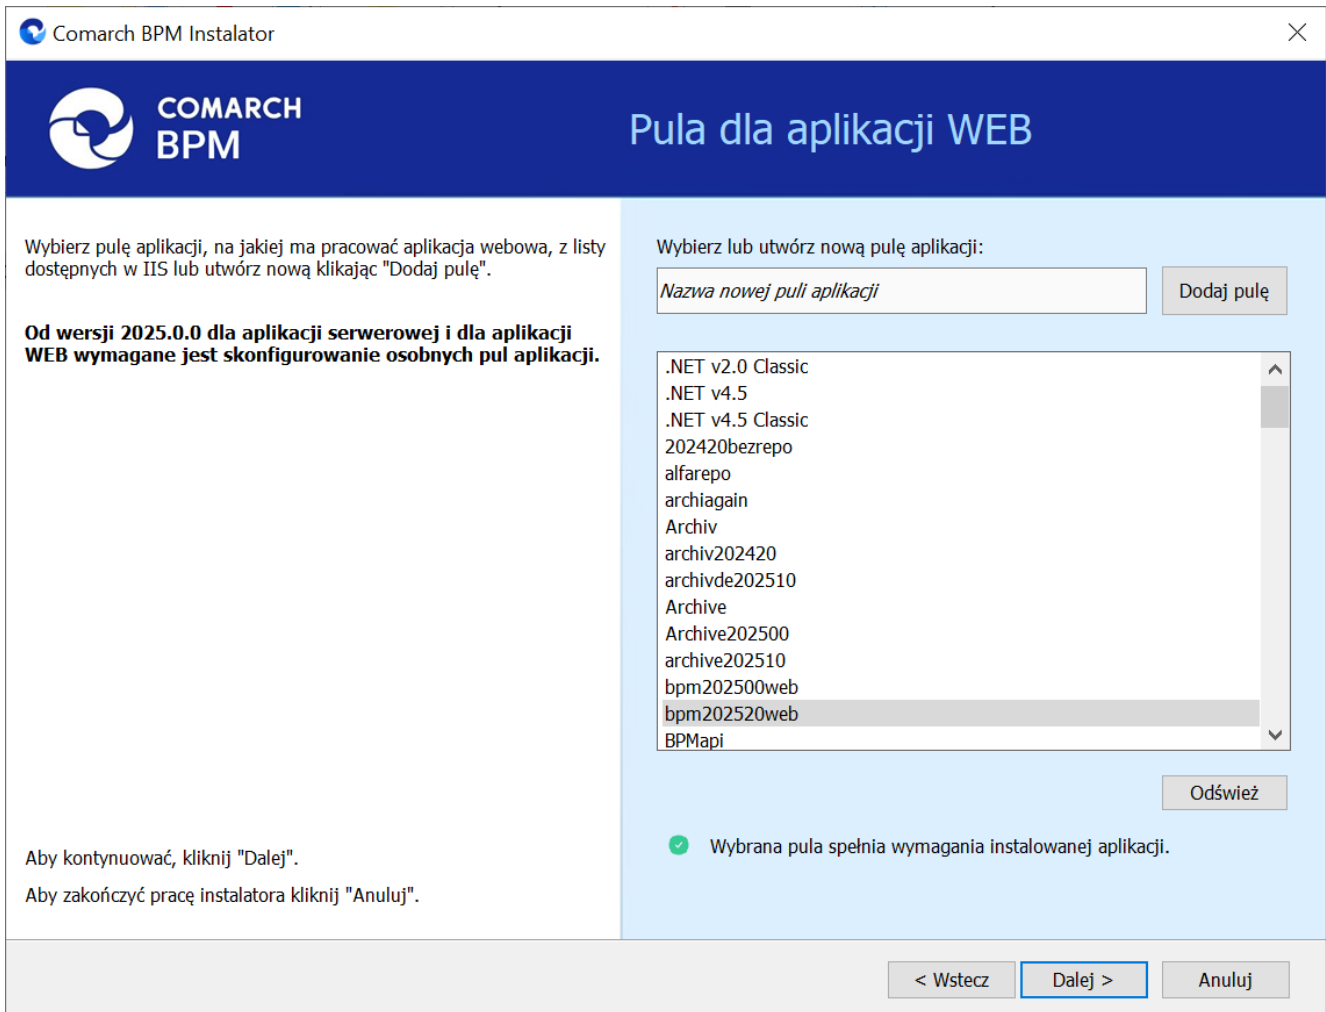 Comarch BPM Instalator
COMARCH
BPM
Pula dla aplikacji WEB
Wybierz pulę aplikacji, na jakiej ma pracować aplikacja webowa, z listy
dostępnych w IIS lub utwórz nową klikając "Dodaj pulę".
Od wersji 2025.0.0 dla aplikacji serwerowej i dla aplikacji
WEB wymagane jest skonfigurowanie osobnych pul aplikacji.
Aby kontynuować, kliknij "Dalej".
Aby zakończyć pracę instalatora kliknij "Anuluj".
Wybierz lub utwórz nową pulę aplikacji:
Nazwa nowej puli aplikacji
Dodaj pulę
.NET v2.0 Classic
.NET v4.5
.NET v4.5 Classic
202420bezrepo
alfarepo
archiagain
Archiv
archiv202420
archivde202510
Archive
Archive202500
archive202510
bpm202500web
bpm202520web
BPMapi
Odśwież
Wybrana pula spełnia wymagania instalowanej aplikacji.
< Wstecz
Dalej >
Anuluj